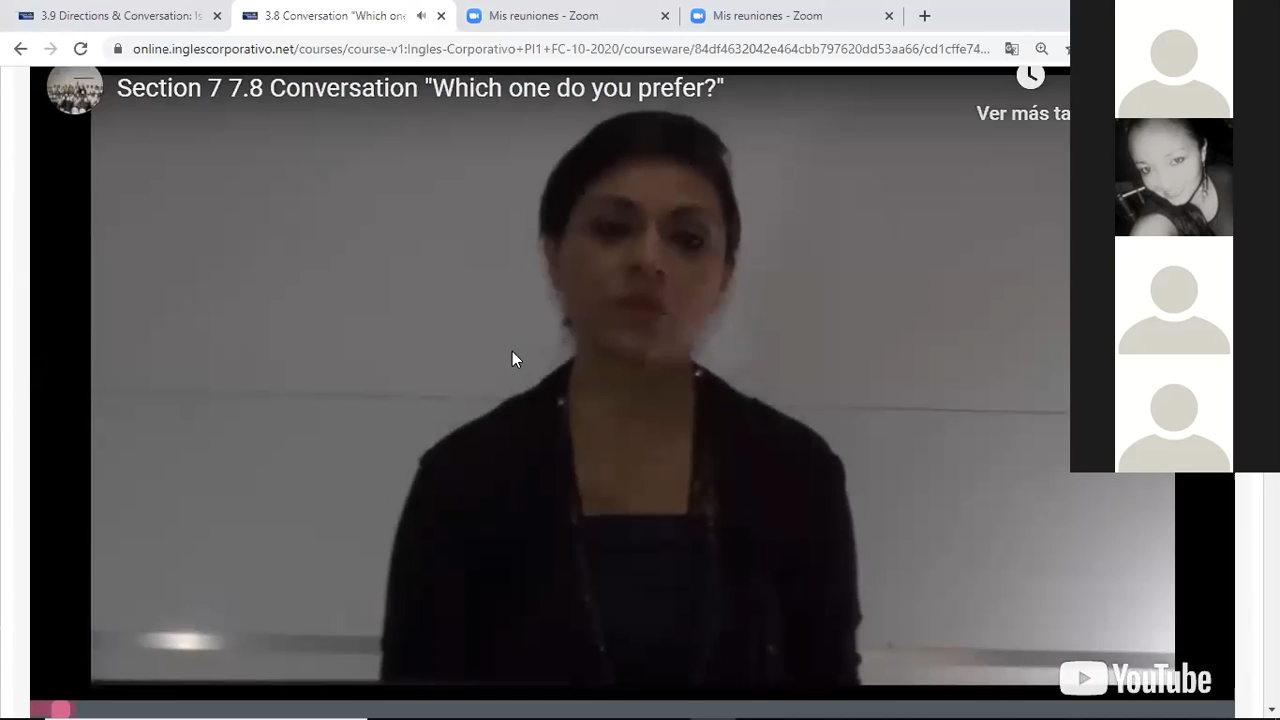 3.9 Directions & Conversation: Is
3.8 Conversation "Which one
Mis reuniones - Zoom
Mis reuniones - Zoom
online.inglescorporativo.net/courses/course-v1:Ingles-Corporativo+PI1+FC-10-2020/courseware/84df4632042e464cbb797620dd53aa66/cd1cffe74...
Section 7 7.8 Conversation "Which one do you prefer?"
Ver más ta
YouTube